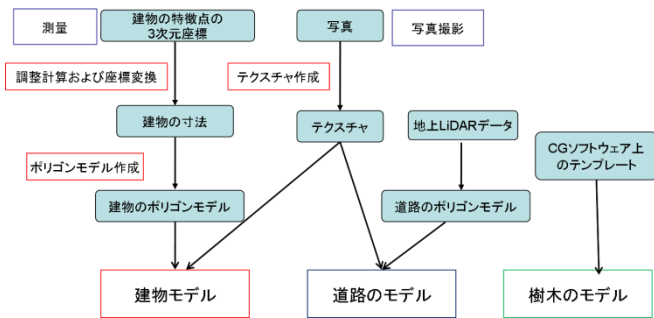 測量
建物の特徴点の
3次元座標
写真
写真撮影
調整計算および座標変換
テクスチャ作成
建物の寸法
テクスチャ
地上LiDARデータ
CGソフトウェア上
のテンプレート
ポリゴンモデル作成
建物のポリゴンモデル
道路のポリゴンモデル
建物モデル
道路のモデル
樹木のモデル